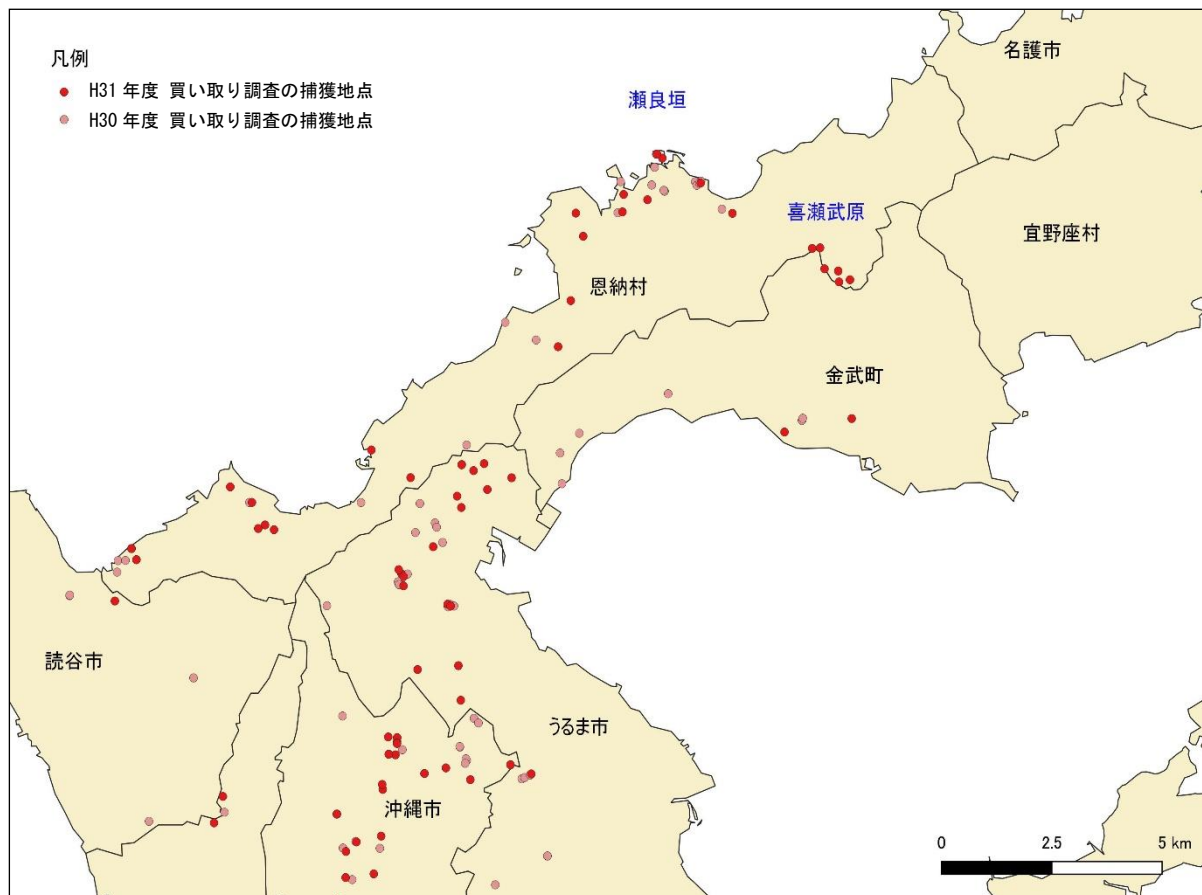 凡例
H31 年度 買い取り調査の捕獲地点
H30 年度 買い取り調査の捕獲地点
名護市
瀬良垣
喜瀬武原
宜野座村
恩納村
金武町
読谷市
うるま市
沖縄市
0 2.5 5 km